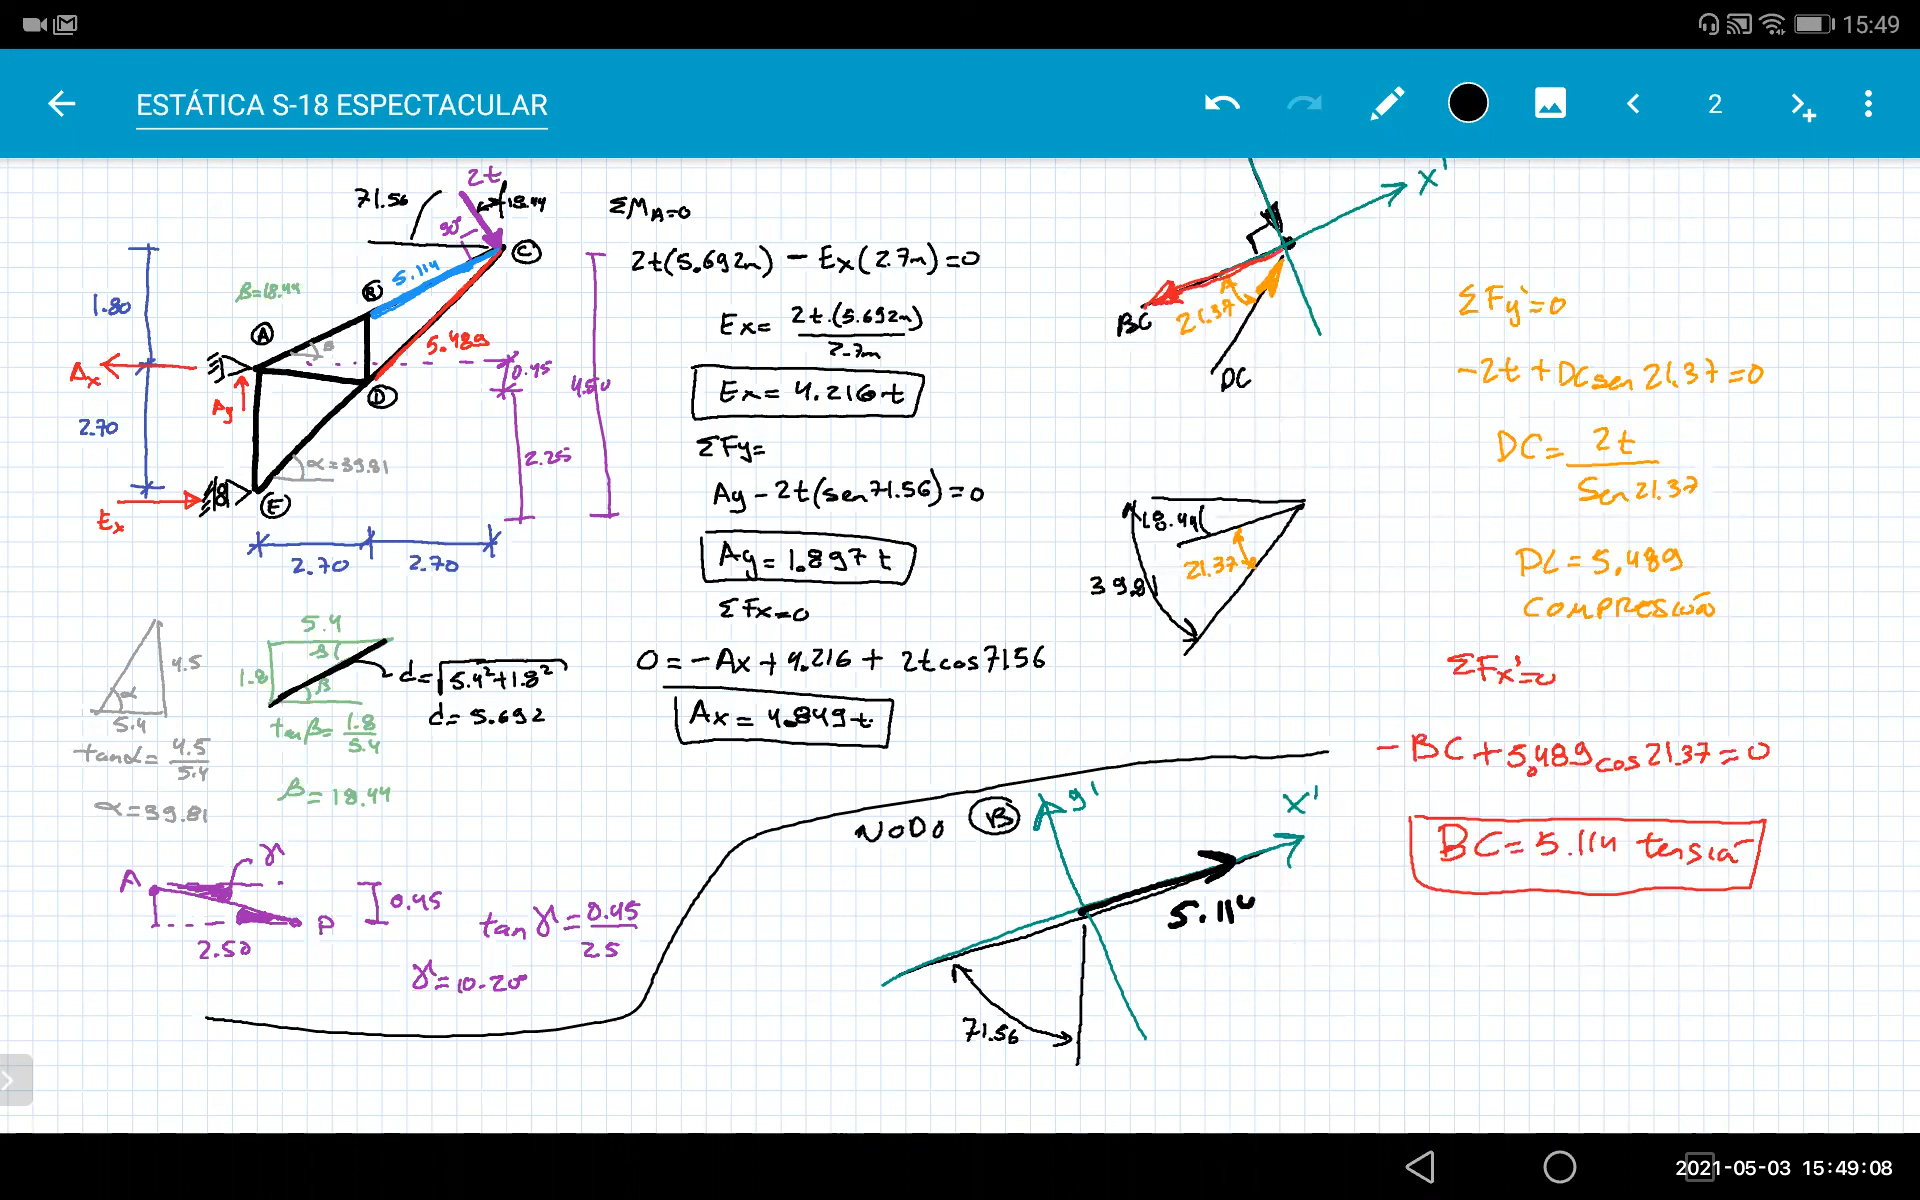 15:49
ESTÁTICA S-18 ESPECTACULAR
2
2t
71.56
18.44
90°
C
5.114
β=18.44
B
1.80
A
β
5.489
Ax
0.45
4.50
Ay
D
2.70
α=39.81
2.25
Ex
E
2.70 2.70
ΣMA=0
2t(5.692m) - Ex(2.7m)=0
Ex= 2t.(5.692m)
2.7m
Ex= 4.216t
ΣFy=
Ay-2t(sen71.56)=0
Ay=1.897 t
ΣFx=0
0=-Ax+4.216+ 2tcos7156
Ax=4.849t
4.5
α
5.4
tanα= 4.5
5.4
α=39.81
5.4
β
1.8
β
tanβ= 1.8
5.4
β=18.44
d=√5.4²+1.8²
d=5.692
A
γ
0.45
D
2.50
tanγ= 0.45
2.5
γ=10.20°
X'
BC
21.37
DC
18.44
21.37
39.81
ΣFy'=0
-2t+DCsen21.37=0
DC= 2t
Sen21.37
DC=5.489
COMPRESIÓN
ΣFx'=0
-BC+5.489cos21.37=0
BC=5.114 tensión
NODO B
y'
X'
5.114
71.56
2021-05-03 15:49:08